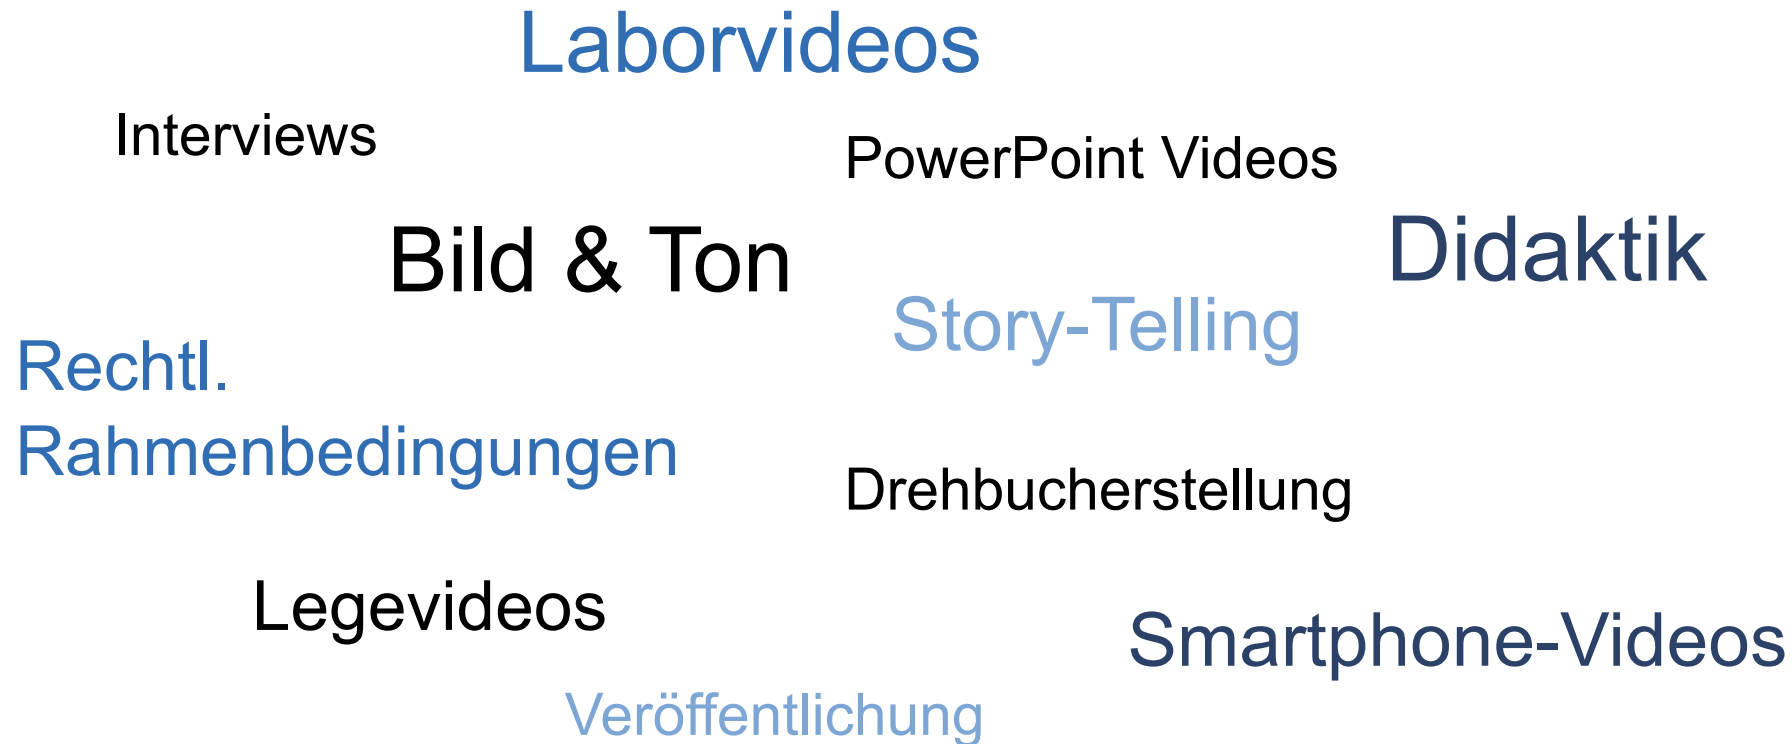 Laborvideos
Interviews
PowerPoint Videos
Bild & Ton
Didaktik
Story-Telling
Rechtl.
Rahmenbedingungen
Drehbucherstellung
Legevideos
Smartphone-Videos
Veröffentlichung